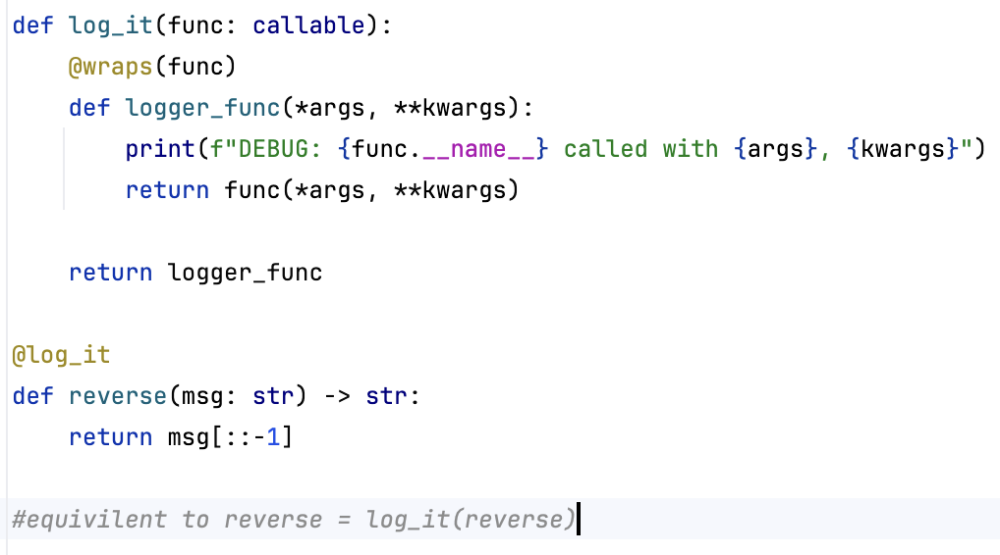 def log_it(func: callable):
    @wraps(func)
    def logger_func(*args, **kwargs):
        print(f"DEBUG: {func.__name__} called with {args}, {kwargs}")
        return func(*args, **kwargs)

    return logger_func

@log_it
def reverse(msg: str) -> str:
    return msg[::-1]

#equivilent to reverse = log_it(reverse)